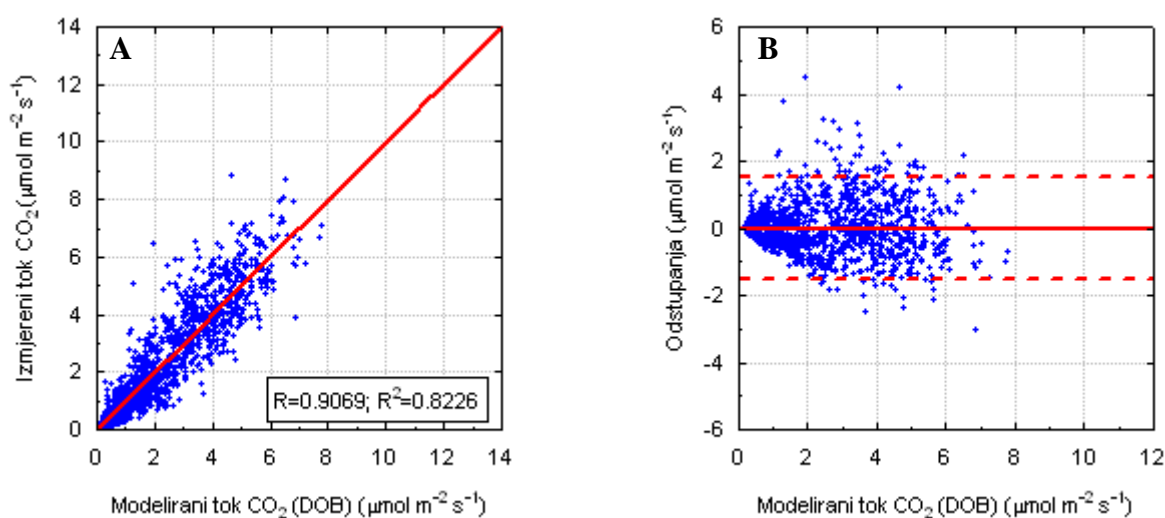 A
Izmjereni tok CO₂ (µmol m⁻² s⁻¹)
14
12
10
8
6
4
2
0
R=0.9069; R²=0.8226
0 2 4 6 8 10 12 14
Modelirani tok CO₂ (DOB) (µmol m⁻² s⁻¹)
B
Odstupanja (µmol m⁻² s⁻¹)
6
4
2
0
-2
-4
-6
0 2 4 6 8 10 12
Modelirani tok CO₂ (DOB) (µmol m⁻² s⁻¹)